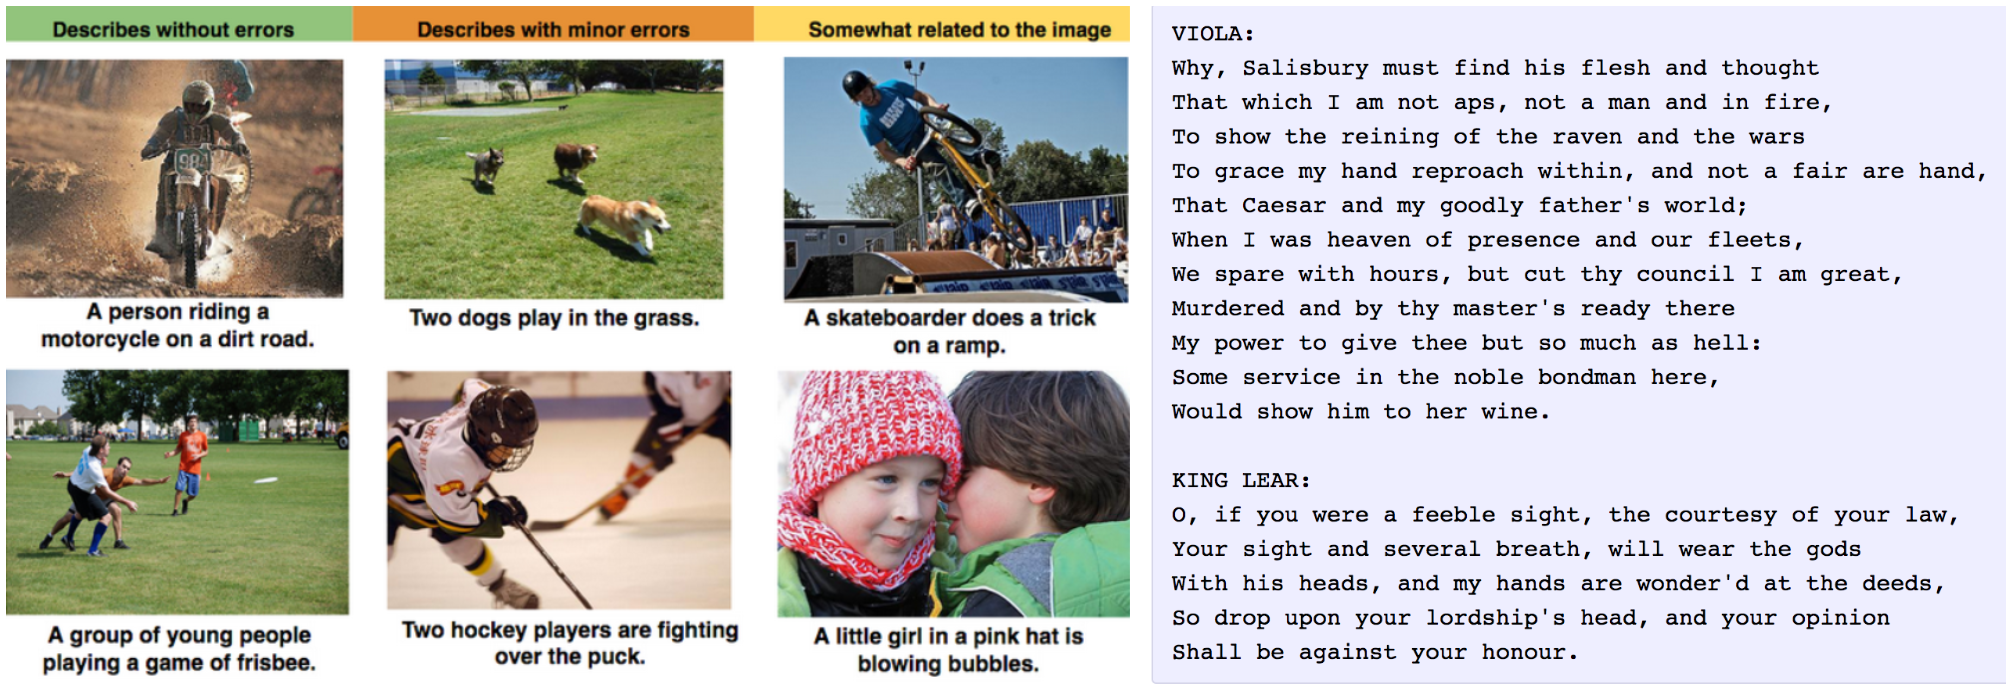 Describes without errors
Describes with minor errors
Somewhat related to the image
98
A person riding a
motorcycle on a dirt road.
Two dogs play in the grass.
A skateboarder does a trick
on a ramp.
A group of young people
playing a game of frisbee.
Two hockey players are fighting
over the puck.
A little girl in a pink hat is
blowing bubbles.
VIOLA:
Why, Salisbury must find his flesh and thought
That which I am not aps, not a man and in fire,
To show the reining of the raven and the wars
To grace my hand reproach within, and not a fair are hand,
That Caesar and my goodly father's world;
When I was heaven of presence and our fleets,
We spare with hours, but cut thy council I am great,
Murdered and by thy master's ready there
My power to give thee but so much as hell:
Some service in the noble bondman here,
Would show him to her wine.
KING LEAR:
O, if you were a feeble sight, the courtesy of your law,
Your sight and several breath, will wear the gods
With his heads, and my hands are wonder'd at the deeds,
So drop upon your lordship's head, and your opinion
Shall be against your honour.